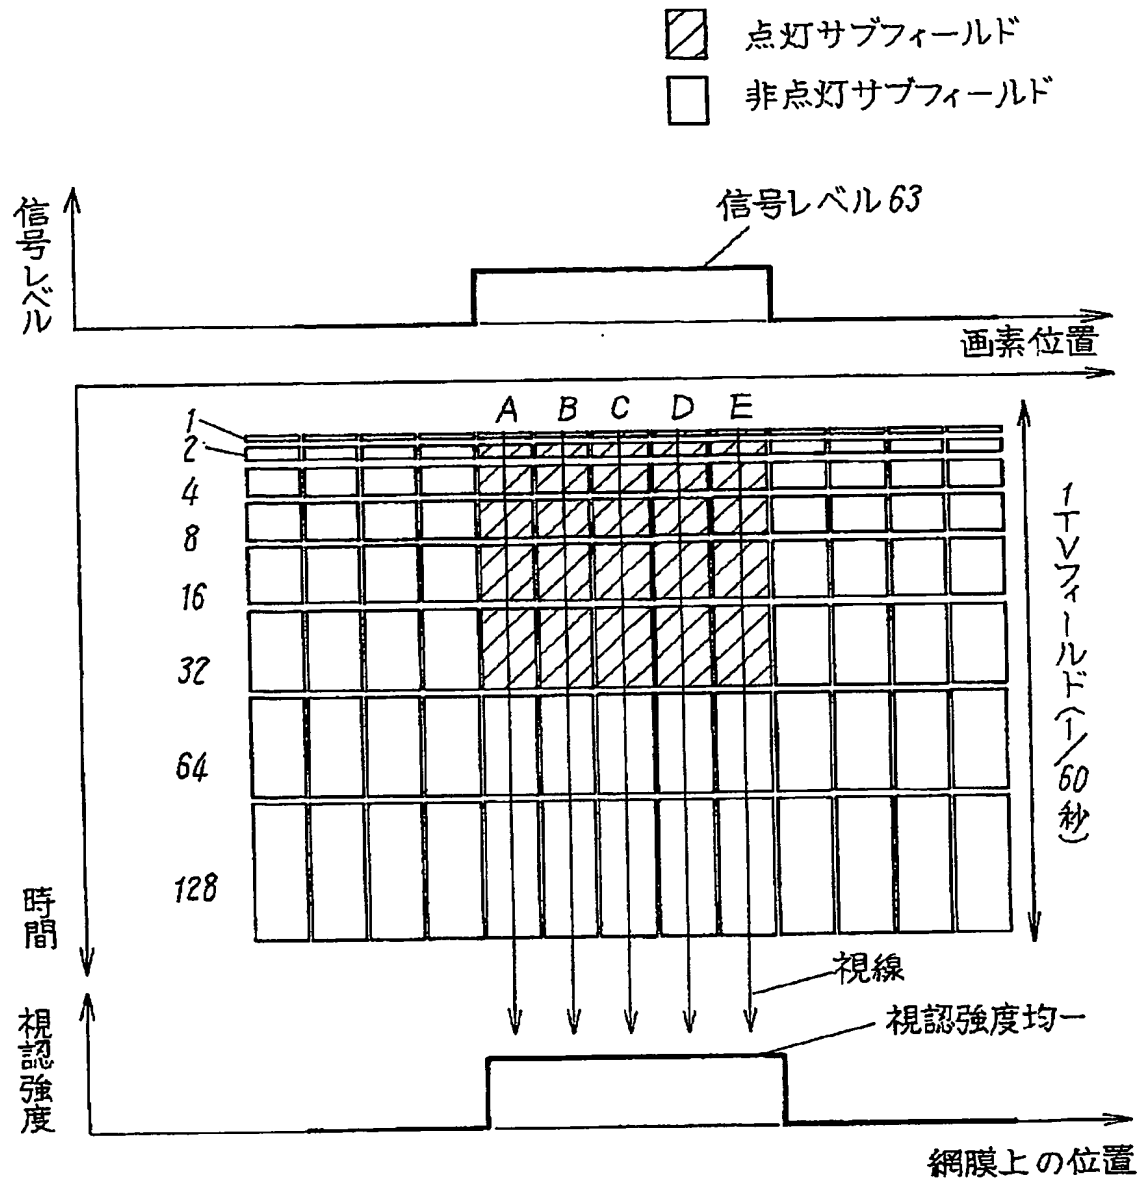 点灯サブフィールド
非点灯サブフィールド
信号レベル
信号レベル63
画素位置
A B C D E
1
2
4
8
16
32
64
128
1TVフィールド(1/60秒)
時間
視線
視認強度
視認強度均一
網膜上の位置